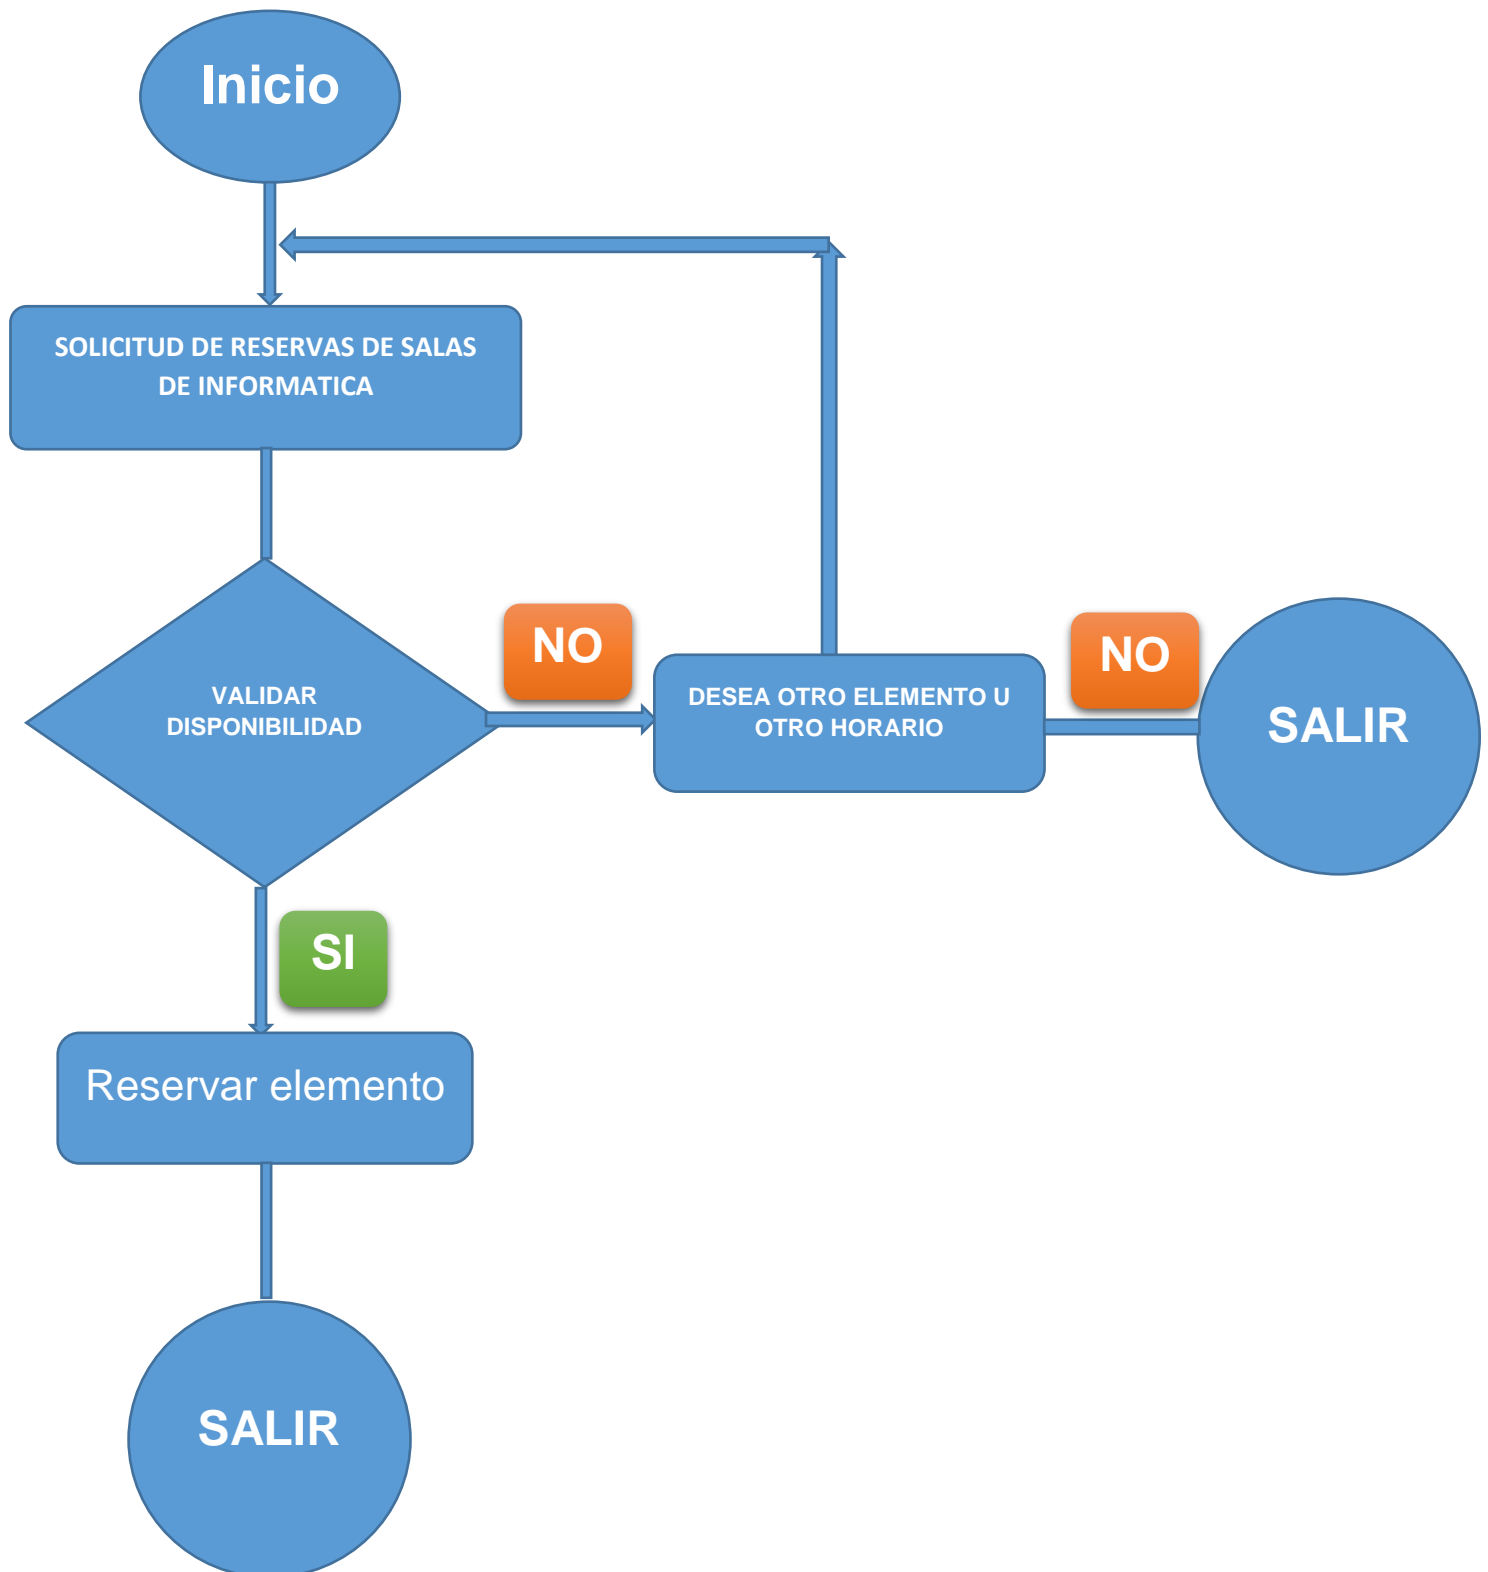 Inicio
SOLICITUD DE RESERVAS DE SALAS
DE INFORMATICA
VALIDAR
DISPONIBILIDAD
NO
DESEA OTRO ELEMENTO U
OTRO HORARIO
NO
SALIR
SI
Reservar elemento
SALIR